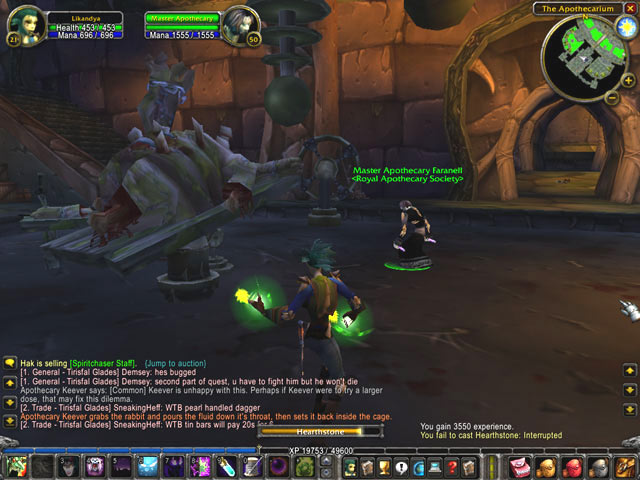 The Apothecarium
Likandya
Health 453 / 453
Mana 696 / 696
21
Master Apothecary
Mana 1555 / 1555
50
N
Master Apothecary Faranell
<Royal Apothecary Society>
Hak is selling [Spiritchaser Staff]. (Jump to auction)
[1. General - Tirisfal Glades] Demsey: hes bugged
[1. General - Tirisfal Glades] Demsey: second part of quest, u have to fight him but he won't die
Apothecary Keever says: [Common] Keever is unhappy with this. Perhaps if Keever were to try a larger
dose, that may fix this dilemma.
[2. Trade - Tirisfal Glades] SneakingHeff: WTB pearl handled dagger
Apothecary Keever grabs the rabbit and pours the fluid down it's throat, then sets it back inside the cage.
[2. Trade - Tirisfal Glades] SneakingHeff: WTB tin bars will pay 20s for 6
Hearthstone
You gain 3550 experience.
You fail to cast Hearthstone: Interrupted
XP 19753 / 49600